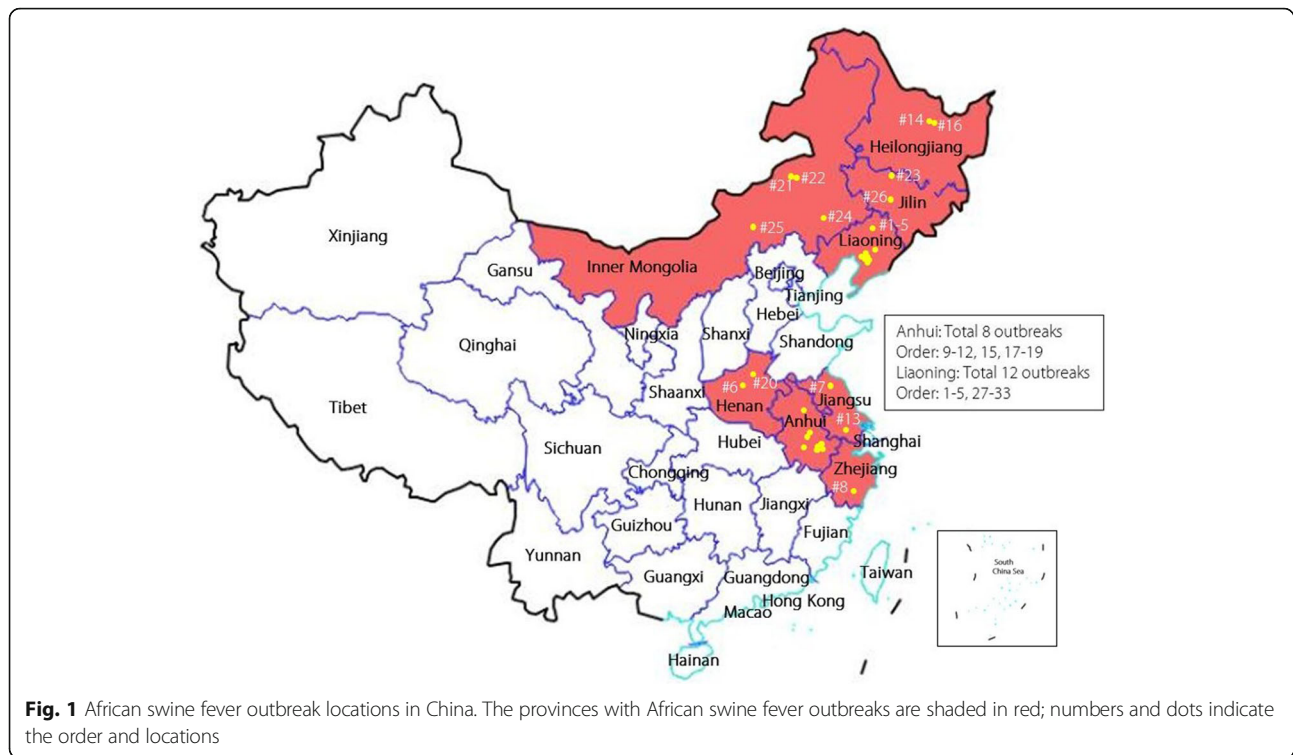 #14
#16
Heilongjiang
#21
#22
#23
#26
Jilin
#24
#25
#1-5
Liaoning
Xinjiang
Gansu
Inner Mongolia
Beijing
Tianjing
Hebei
Ningxia
Shanxi
Shandong
Qinghai
Shaanxi
#6
#20
Henan
#7
Jiangsu
Anhui
#13
Shanghai
Tibet
Sichuan
Hubei
Chongqing
Zhejiang
#8
Hunan
Jiangxi
Guizhou
Fujian
Yunnan
Guangxi
Guangdong
Hong Kong
Macao
Taiwan
Hainan
Anhui: Total 8 outbreaks
Order: 9-12, 15, 17-19
Liaoning: Total 12 outbreaks
Order: 1-5, 27-33
South
China Sea
Fig. 1 African swine fever outbreak locations in China. The provinces with African swine fever outbreaks are shaded in red; numbers and dots indicate
the order and locations